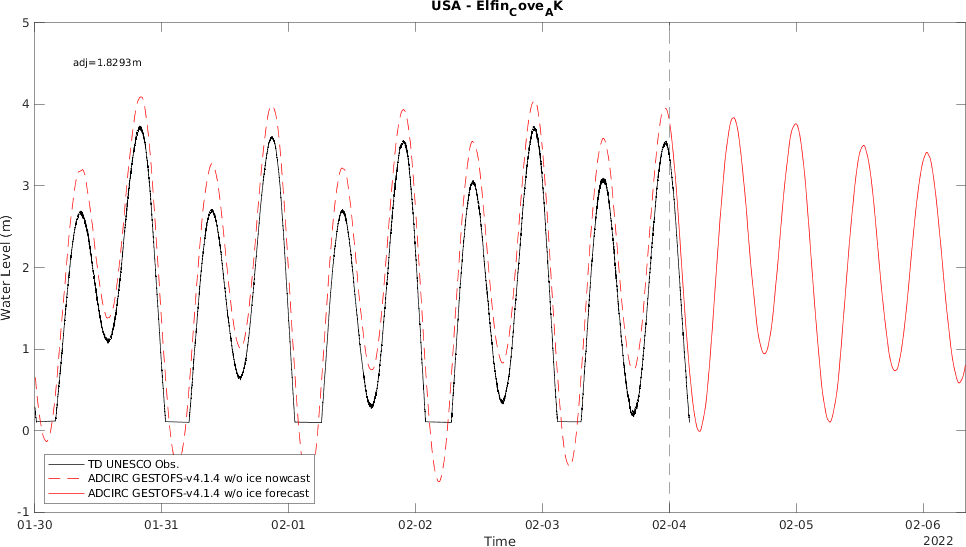 USA - Elfin_Cove_AK
5
adj=1.8293m
4
3
2
1
0
-1
Water Level (m)
TD UNESCO Obs.
ADCIRC GESTOFS-v4.1.4 w/o ice nowcast
ADCIRC GESTOFS-v4.1.4 w/o ice forecast
01-30 01-31 02-01 02-02 02-03 02-04 02-05 02-06
Time
2022